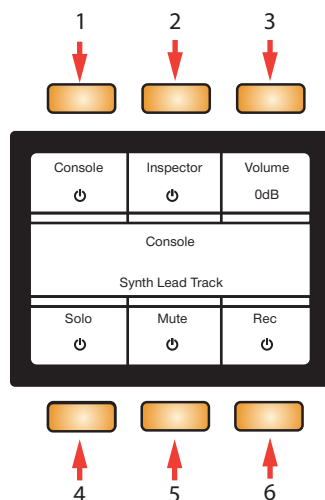 1 2 3
Console Inspector Volume
0dB
Console
Synth Lead Track
Solo Mute Rec
4 5 6